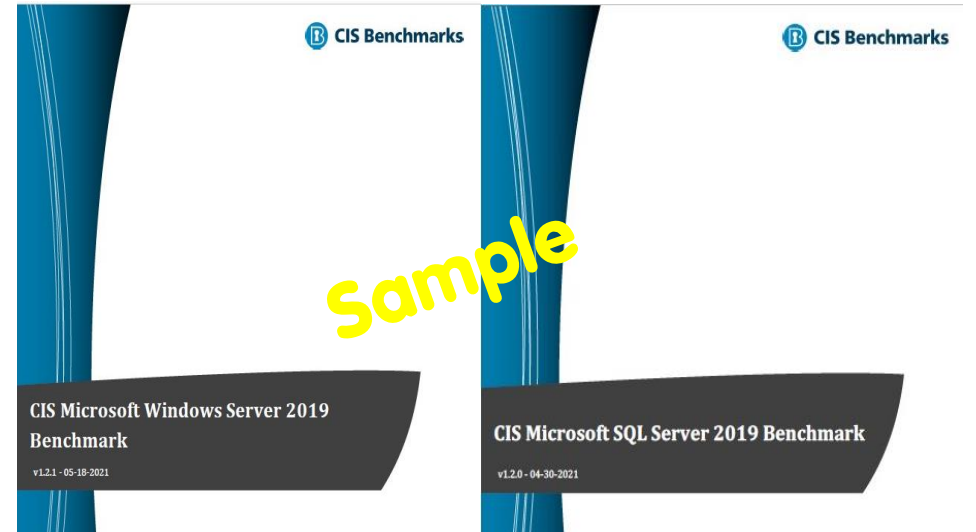 CIS Benchmarks
CIS Microsoft Windows Server 2019
Benchmark
v1.2.1 - 05-18-2021
Sample
CIS Benchmarks
CIS Microsoft SQL Server 2019 Benchmark
v1.2.0 - 04-30-2021